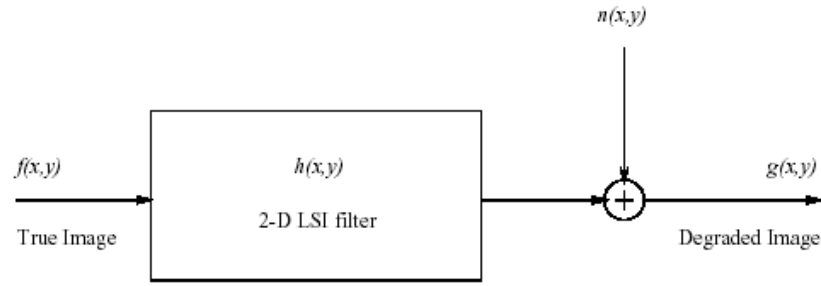 n(x,y)
f(x,y)
h(x,y)
g(x,y)
+
True Image
2-D LSI filter
Degraded Image